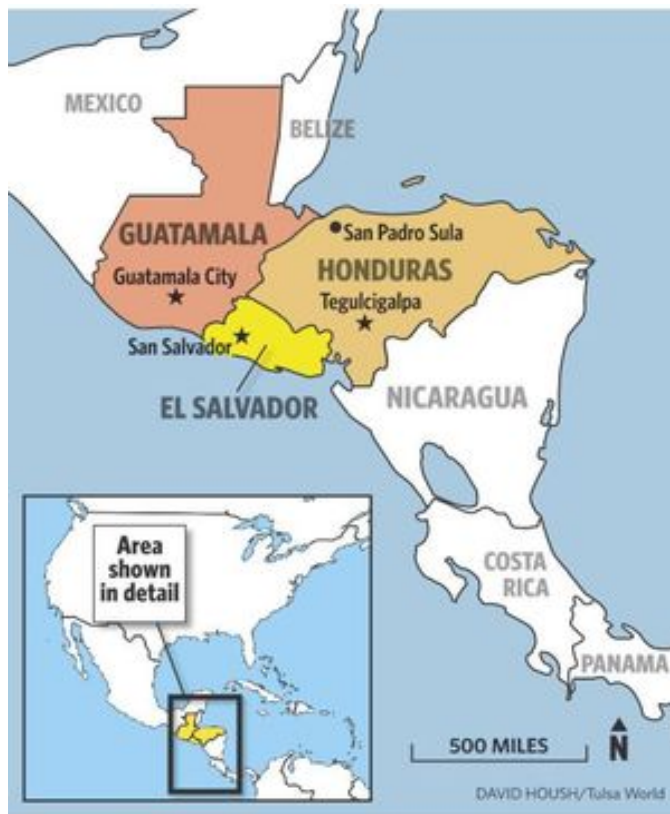 MEXICO
BELIZE
GUATAMALA
San Padro Sula
HONDURAS
Guatamala City
Tegulcigalpa
San Salvador
EL SALVADOR
NICARAGUA
Area
shown
in detail
COSTA
RICA
PANAMA
500 MILES
N
DAVID HOUSH/Tulsa World